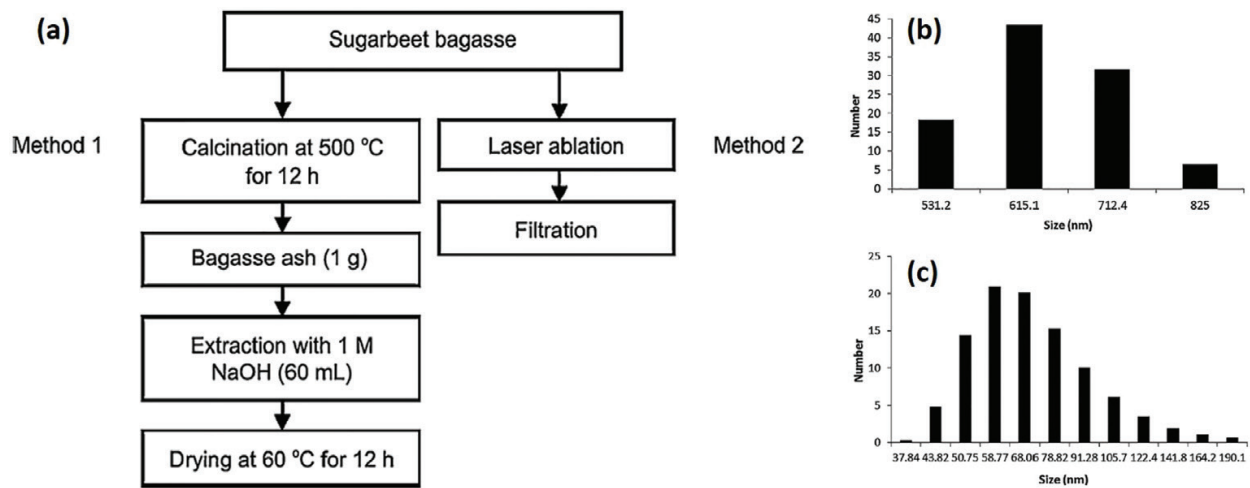 (a)
Sugarbeet bagasse
Method 1
Calcination at 500 °C
for 12 h
Bagasse ash (1 g)
Extraction with 1 M
NaOH (60 mL)
Drying at 60 °C for 12 h
Laser ablation
Filtration
Method 2
(b)
Number
45
40
35
30
25
20
15
10
5
0
531.2 615.1 712.4 825
Size (nm)
(c)
Number
25
20
15
10
5
0
37.84 43.82 50.75 58.77 68.06 78.82 91.28 105.7 122.4 141.8 164.2 190.1
Size (nm)